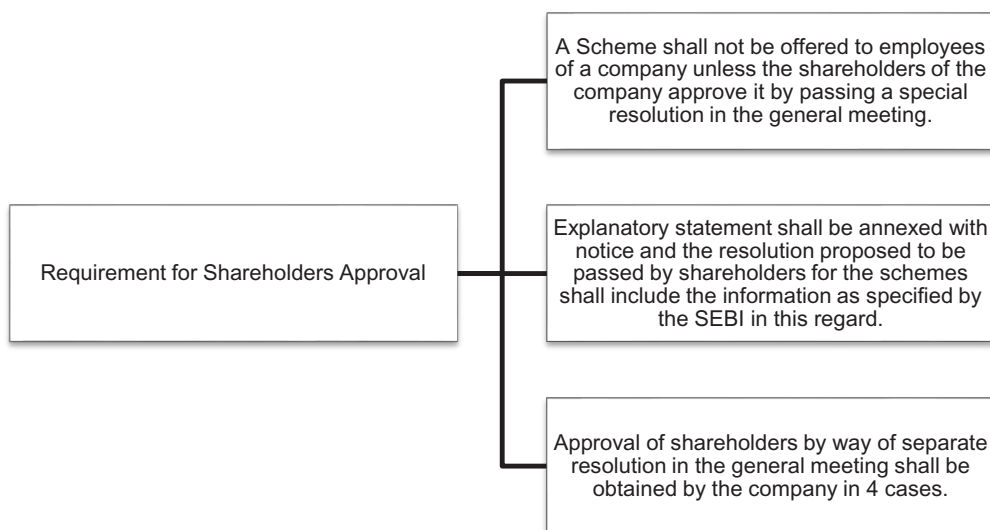 A Scheme shall not be offered to employees
of a company unless the shareholders of the
company approve it by passing a special
resolution in the general meeting.
Requirement for Shareholders Approval
Explanatory statement shall be annexed with
notice and the resolution proposed to be
passed by shareholders for the schemes
shall include the information as specified by
the SEBI in this regard.
Approval of shareholders by way of separate
resolution in the general meeting shall be
obtained by the company in 4 cases.